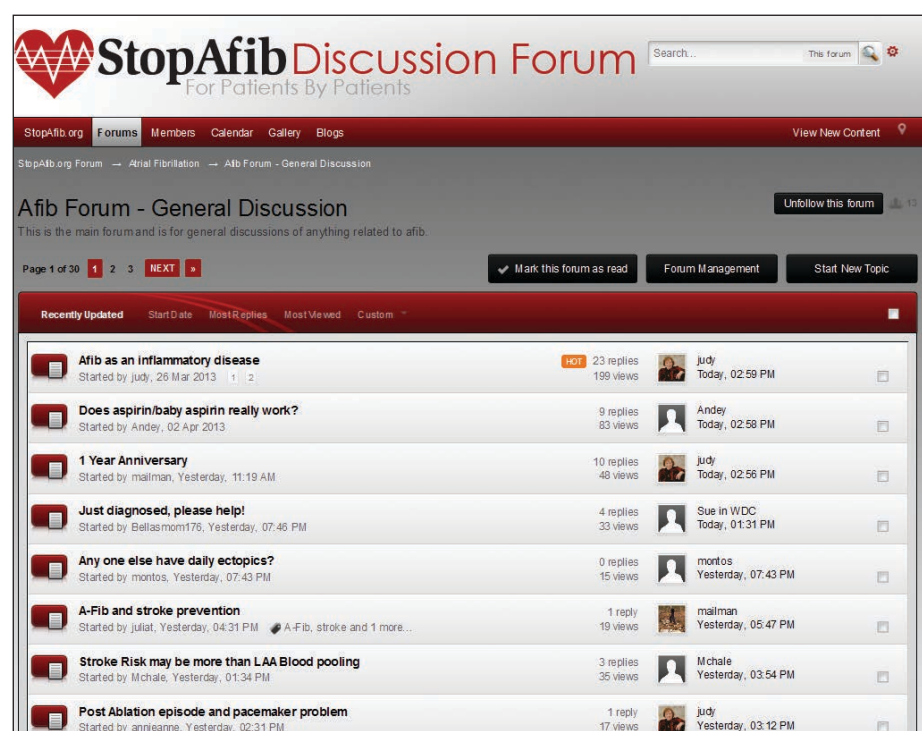 StopAfib Discussion Forum
For Patients By Patients
Search... This forum
StopAfib.org Forums Members Calendar Gallery Blogs View New Content
StopAfib.org Forum → Atrial Fibrillation → Afib Forum - General Discussion
Afib Forum - General Discussion
Unfollow this forum 13
This is the main forum and is for general discussions of anything related to afib.
Page 1 of 30 1 2 3 NEXT »
Mark this forum as read Forum Management Start New Topic
Recently Updated Start Date Most Replies Most Viewed Custom
Afib as an inflammatory disease HOT 23 replies judy
Started by judy, 26 Mar 2013 1 2 199 views Today, 02:59 PM
Does aspirin/baby aspirin really work? 9 replies Andey
Started by Andey, 02 Apr 2013 83 views Today, 02:58 PM
1 Year Anniversary 10 replies judy
Started by mailman, Yesterday, 11:19 AM 48 views Today, 02:56 PM
Just diagnosed, please help! 4 replies Sue in WDC
Started by Bellasmom176, Yesterday, 07:46 PM 33 views Today, 01:31 PM
Any one else have daily ectopics? 0 replies montos
Started by montos, Yesterday, 07:43 PM 15 views Yesterday, 07:43 PM
A-Fib and stroke prevention 1 reply mailman
Started by juliat, Yesterday, 04:31 PM A-Fib, stroke and 1 more... 19 views Yesterday, 05:47 PM
Stroke Risk may be more than LAA Blood pooling 3 replies Mchale
Started by Mchale, Yesterday, 01:34 PM 35 views Yesterday, 03:54 PM
Post Ablation episode and pacemaker problem 1 reply judy
Started by annieanne, Yesterday, 02:31 PM 17 views Yesterday, 03:12 PM